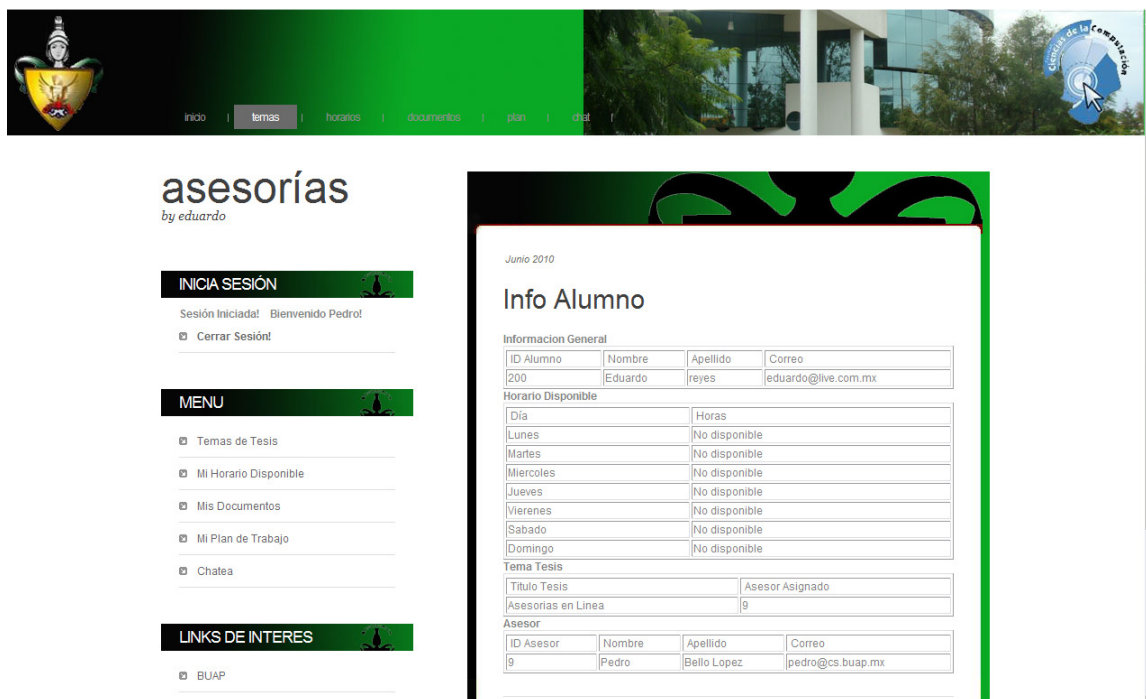 Ciencias de la Computación
inicio | temas | horarios | documentos | plan | chat |
asesorías
by eduardo
INICIA SESIÓN
Sesión Iniciada! Bienvenido Pedro!
Cerrar Sesión!
MENU
Temas de Tesis
Mi Horario Disponible
Mis Documentos
Mi Plan de Trabajo
Chatea
LINKS DE INTERES
BUAP
Junio 2010
Info Alumno
Informacion General
ID Alumno Nombre Apellido Correo
200 Eduardo reyes eduardo@live.com.mx
Horario Disponible
Día Horas
Lunes No disponible
Martes No disponible
Miercoles No disponible
Jueves No disponible
Vierenes No disponible
Sabado No disponible
Domingo No disponible
Tema Tesis
Titulo Tesis Asesor Asignado
Asesorias en Linea 9
Asesor
ID Asesor Nombre Apellido Correo
9 Pedro Bello Lopez pedro@cs.buap.mx